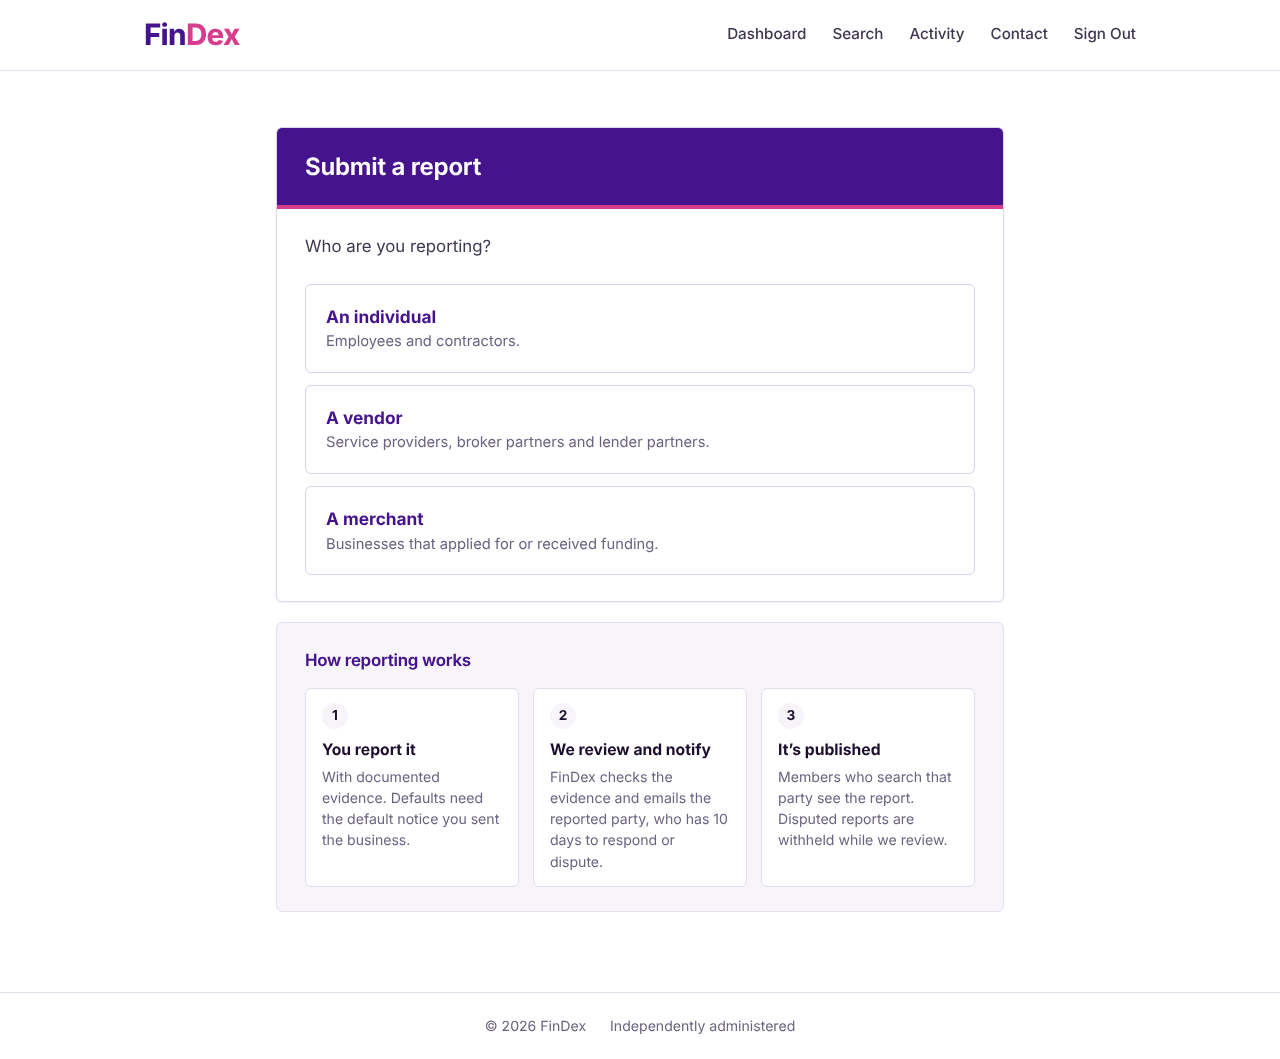 FinDex
Dashboard Search Activity Contact Sign Out
Submit a report
Who are you reporting?
An individual
Employees and contractors.
A vendor
Service providers, broker partners and lender partners.
A merchant
Businesses that applied for or received funding.
How reporting works
1
You report it
With documented
evidence. Defaults need
the default notice you sent
the business.
2
We review and notify
FinDex checks the
evidence and emails the
reported party, who has 10
days to respond or
dispute.
3
It’s published
Members who search that
party see the report.
Disputed reports are
withheld while we review.
© 2026 FinDex Independently administered